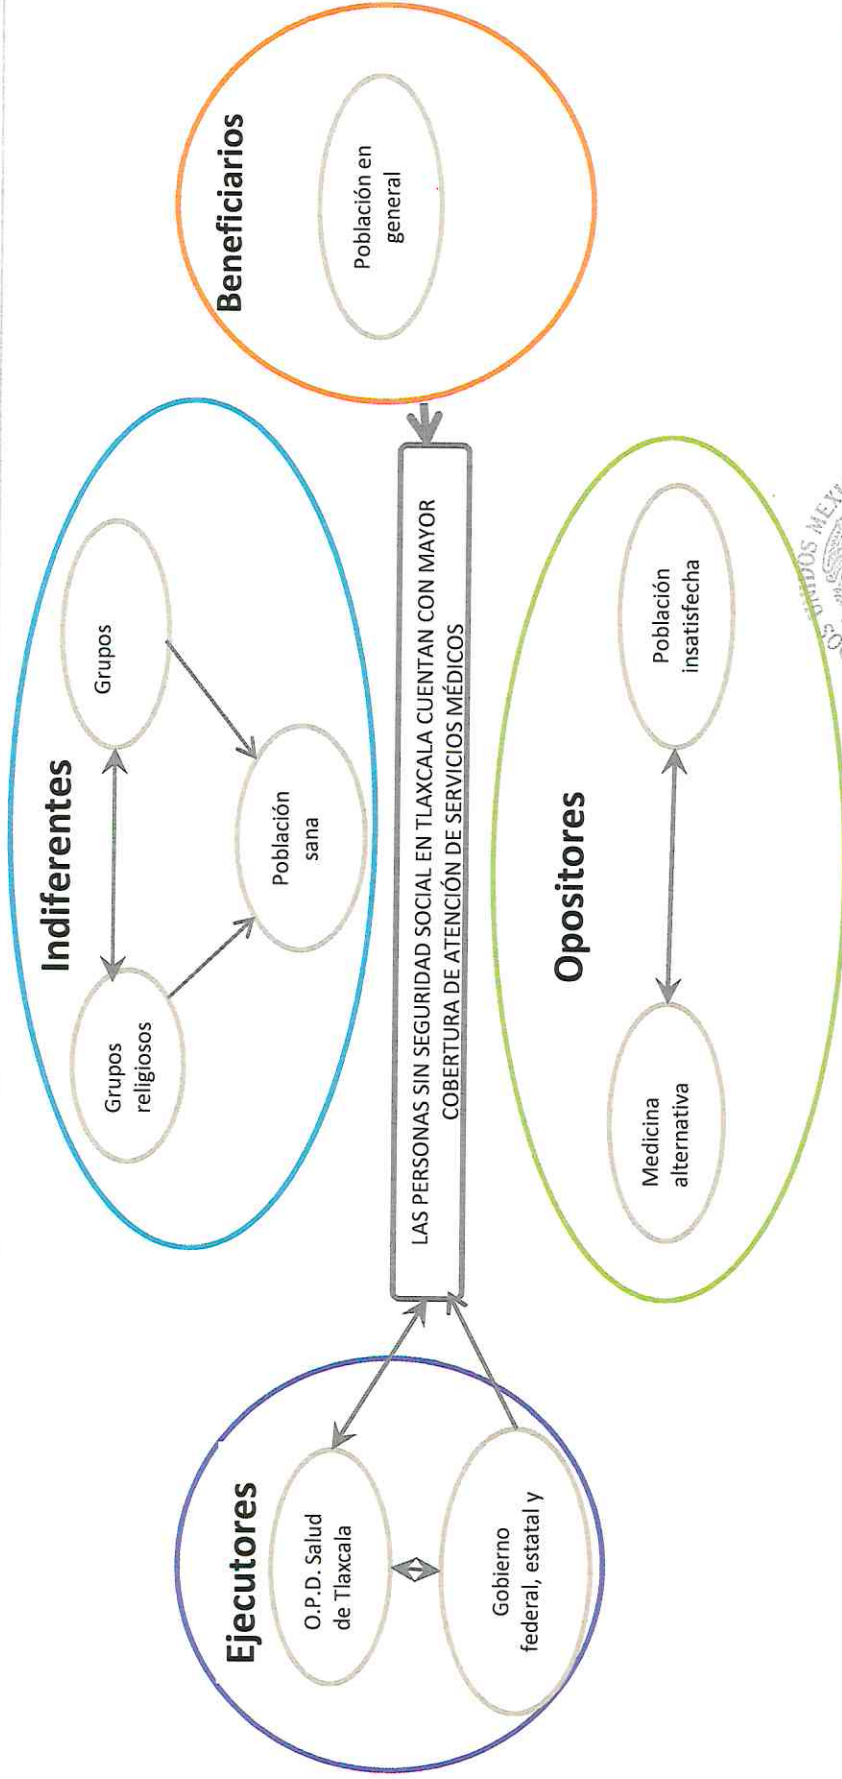 Indiferentes
Grupos
religiosos
Grupos
Población
sana
Ejecutores
O.P.D. Salud
de Tlaxcala
Gobierno
federal, estatal y
LAS PERSONAS SIN SEGURIDAD SOCIAL EN TLAXCALA CUENTAN CON MAYOR
COBERTURA DE ATENCIÓN DE SERVICIOS MÉDICOS
Beneficiarios
Población en
general
Opositores
Medicina
alternativa
Población
insatisfecha
UNIDOS